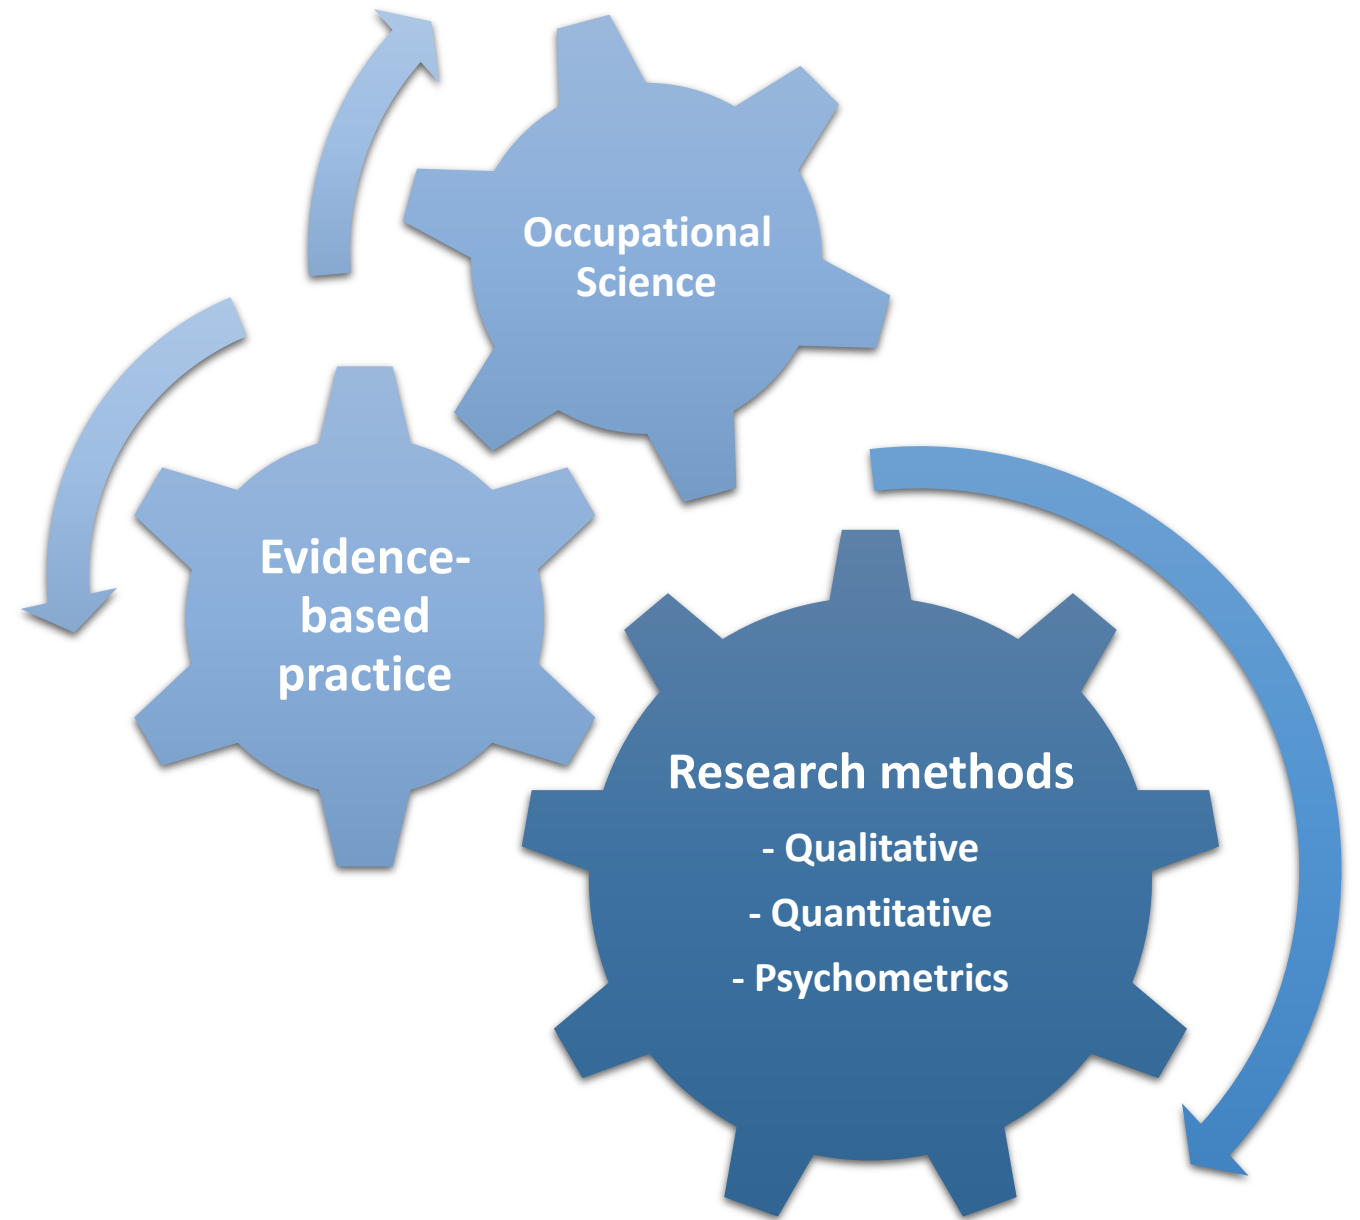 Occupational
Science
Evidence-
based
practice
Research methods
- Qualitative
- Quantitative
- Psychometrics